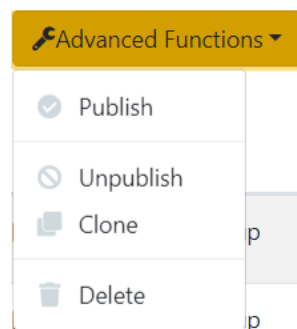 Advanced Functions
Publish
Unpublish
Clone
p
Delete
p